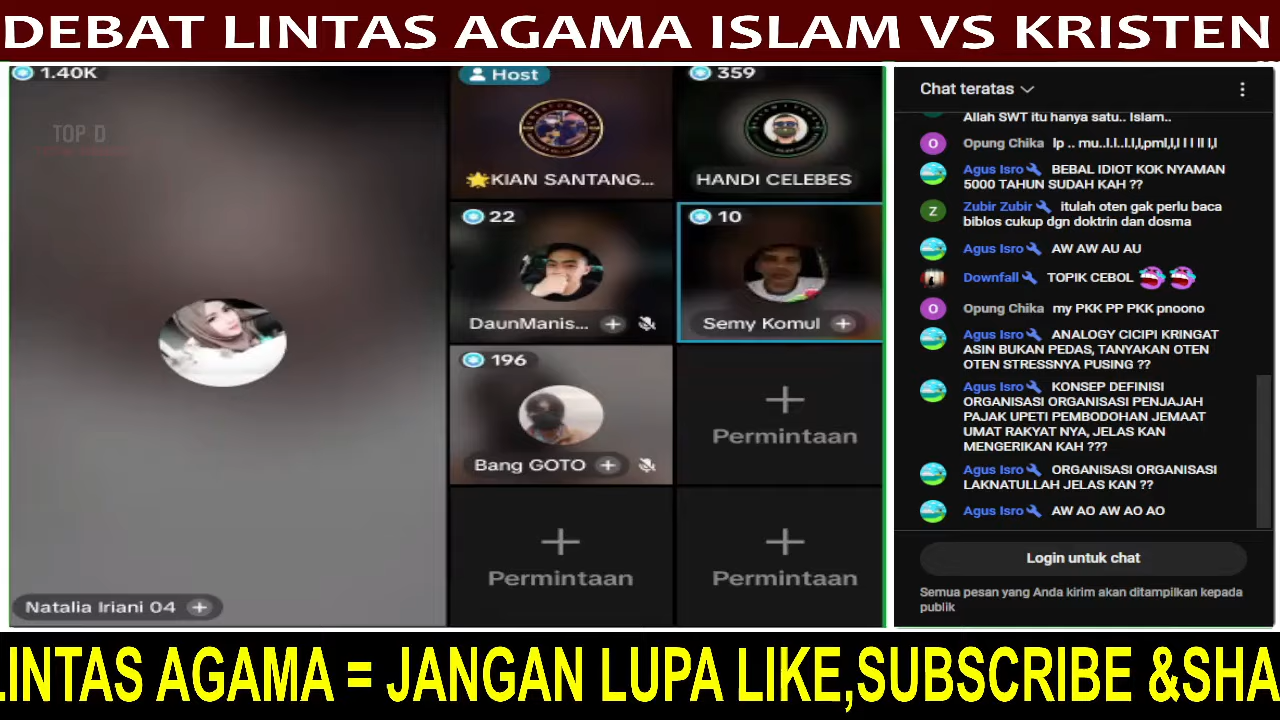 DEBAT LINTAS AGAMA ISLAM VS KRISTEN
1.40K
TOP D
Natalia Iriani 04
Host
KIAN SANTANG...
359
HANDI CELEBES
22
DaunManis...
10
Semy Komul
196
Bang GOTO
Permintaan
Permintaan
Permintaan
Chat teratas
Allah SWT itu hanya satu.. Islam..
Opung Chika Ip .. mu..I.I..I.I,I,pmI,I,I I I II II I,I
Agus Isro BEBAL IDIOT KOK NYAMAN
5000 TAHUN SUDAH KAH ??
Z
Zubir Zubir itulah oten gak perlu baca
biblos cukup dgn doktrin dan dosma
Agus Isro AW AW AU AU
Downfall TOPIK CEBOL
Opung Chika my PKK PP PKK pnoono
Agus Isro ANALOGY CICIPI KRINGAT
ASIN BUKAN PEDAS, TANYAKAN OTEN
OTEN STRESSNYA PUSING ??
Agus Isro KONSEP DEFINISI
ORGANISASI ORGANISASI PENJAJAH
PAJAK UPETI PEMBODOHAN JEMAAT
UMAT RAKYAT NYA, JELAS KAN
MENGERIKAN KAH ???
Agus Isro ORGANISASI ORGANISASI
LAKNATULLAH JELAS KAN ??
Agus Isro AW AO AW AO AO
Login untuk chat
Semua pesan yang Anda kirim akan ditampilkan kepada
publik
LINTAS AGAMA = JANGAN LUPA LIKE,SUBSCRIBE &SHA